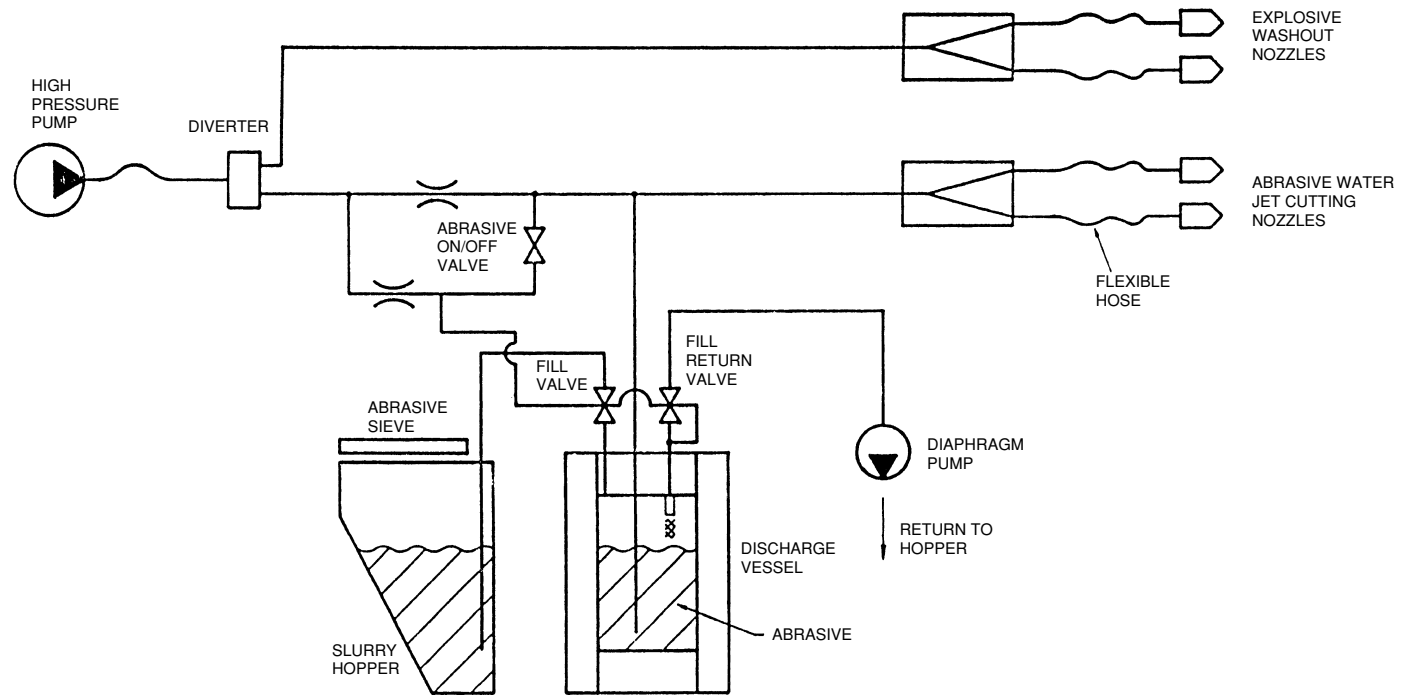 EXPLOSIVE
WASHOUT
NOZZLES
HIGH
PRESSURE
PUMP
DIVERTER
ABRASIVE WATER
JET CUTTING
NOZZLES
ABRASIVE
ON/OFF
VALVE
FLEXIBLE
HOSE
FILL
VALVE
FILL
RETURN
VALVE
ABRASIVE
SIEVE
DIAPHRAGM
PUMP
RETURN TO
HOPPER
DISCHARGE
VESSEL
ABRASIVE
SLURRY
HOPPER